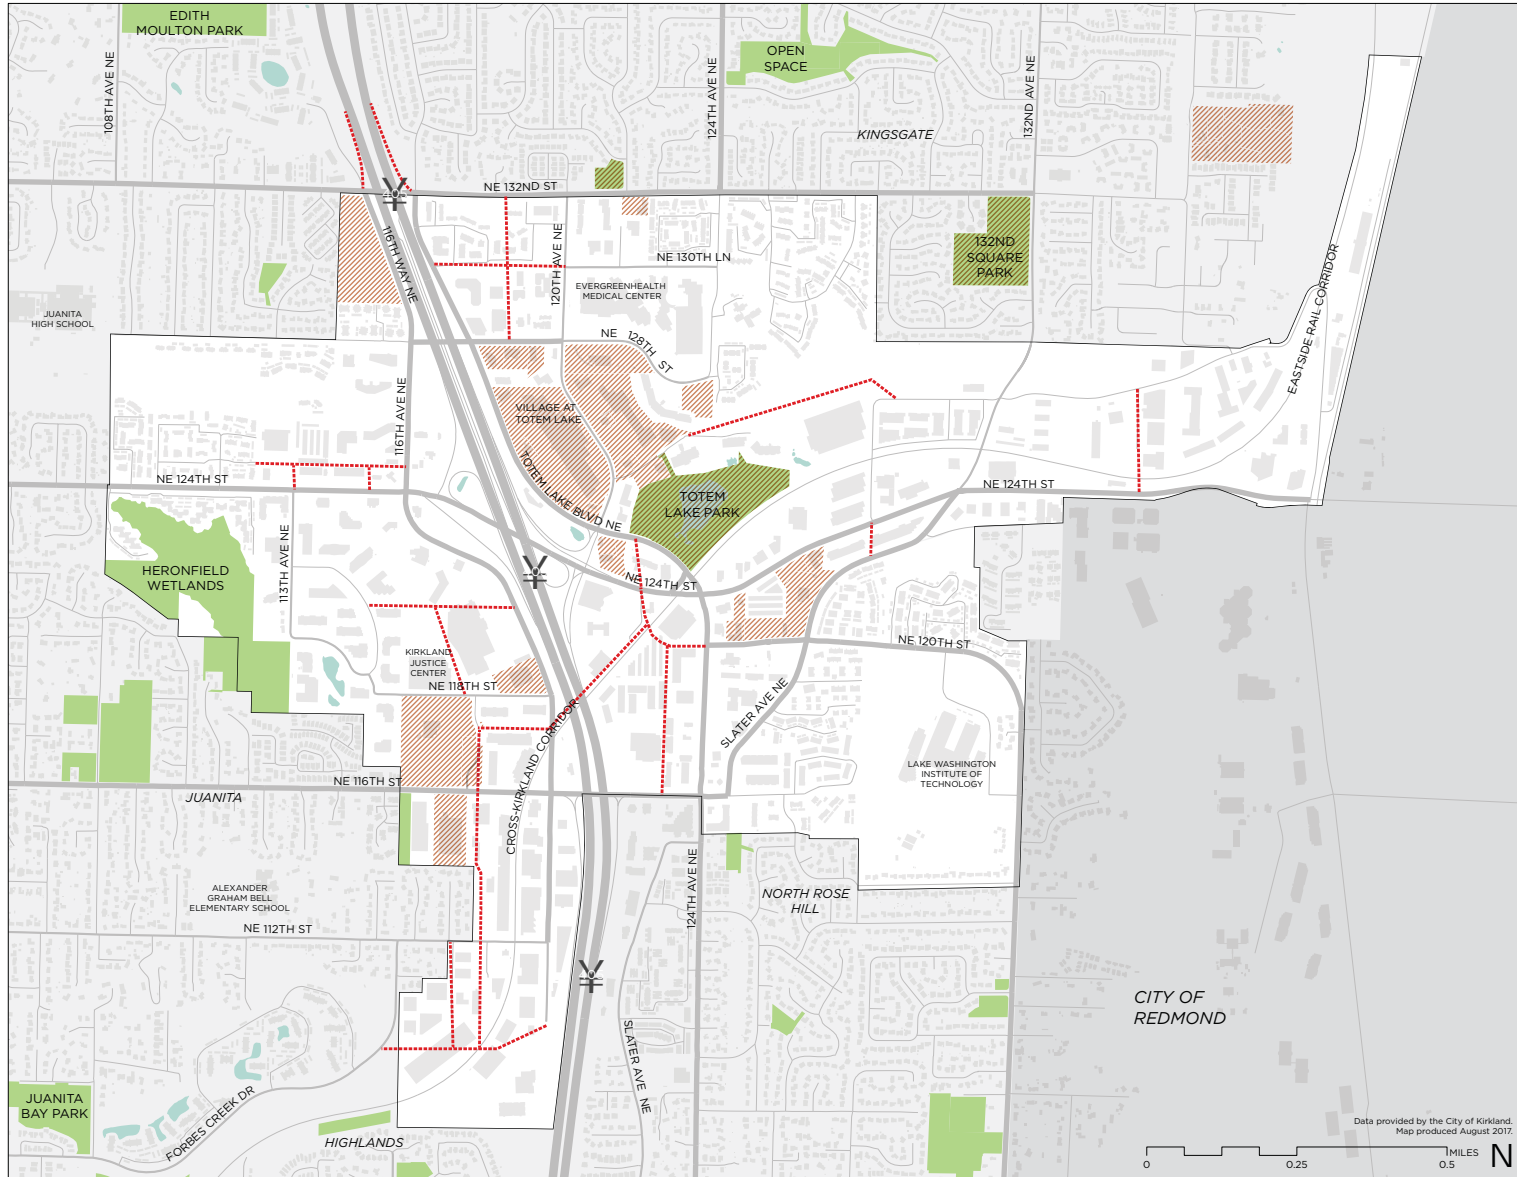 EDITH
MOULTON PARK
OPEN
SPACE
108TH AVE NE
124TH AVE NE
132ND AVE NE
KINGSGATE
NE 132ND ST
116TH WAY NE
120TH AVE NE
NE 130TH LN
132ND
SQUARE
PARK
EVERGREENHEALTH
MEDICAL CENTER
JUANITA
HIGH SCHOOL
NE 128TH ST
EASTSIDE RAIL CORRIDOR
116TH AVE NE
VILLAGE AT
TOTEM LAKE
NE 124TH ST
TOTEM LAKE BLVD NE
TOTEM
LAKE PARK
NE 124TH ST
HERONFIELD
WETLANDS
113TH AVE NE
NE 124TH ST
KIRKLAND
JUSTICE
CENTER
NE 118TH ST
NE 120TH ST
SLATER AVE NE
CROSS-KIRKLAND CORRIDOR
LAKE WASHINGTON
INSTITUTE OF
TECHNOLOGY
NE 116TH ST
JUANITA
ALEXANDER
GRAHAM BELL
ELEMENTARY SCHOOL
NE 112TH ST
124TH AVE NE
NORTH ROSE
HILL
CITY OF
REDMOND
SLATER AVE NE
JUANITA
BAY PARK
FORBES CREEK DR
HIGHLANDS
Data provided by the City of Kirkland.
Map produced August 2017.
MILES
0
0.25
0.5
N